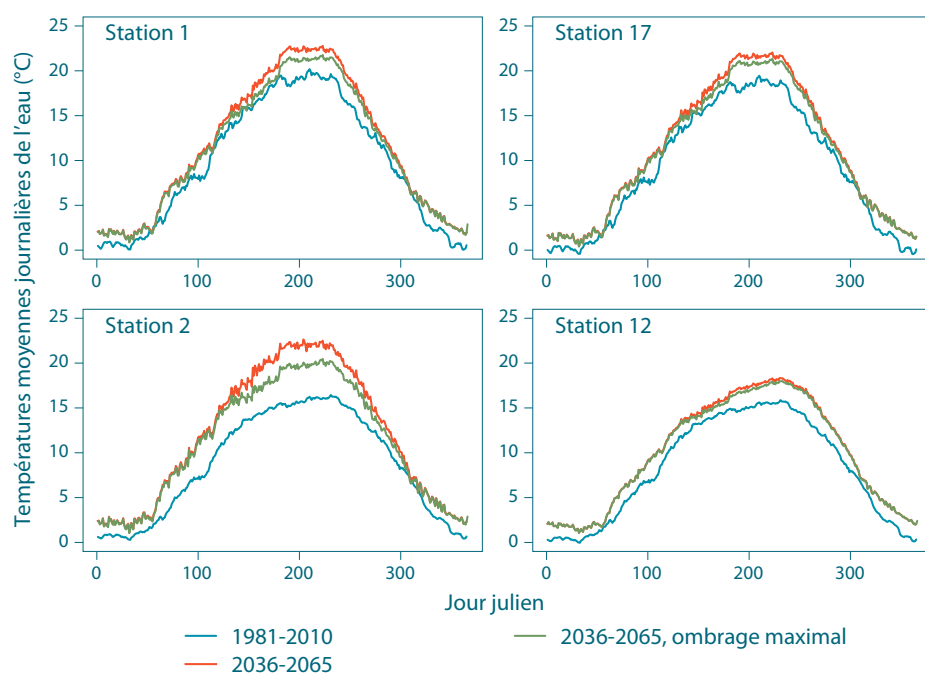 Températures moyennes journalières de l'eau (°C)
Station 1
25
20
15
10
5
0
0 100 200 300
Station 17
25
20
15
10
5
0
0 100 200 300
Station 2
25
20
15
10
5
0
0 100 200 300
Station 12
25
20
15
10
5
0
0 100 200 300
Jour julien
1981-2010
2036-2065
2036-2065, ombrage maximal